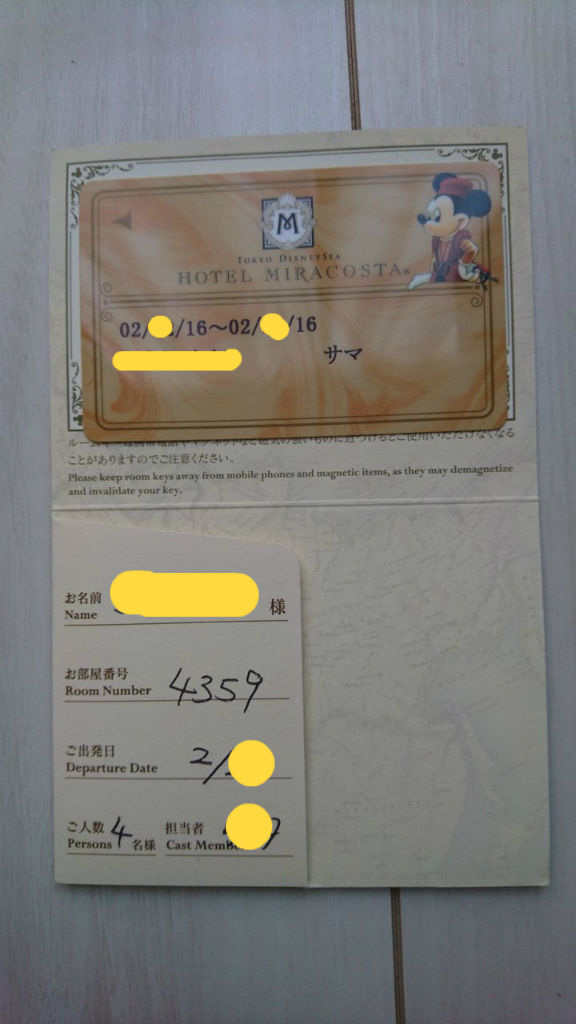 M
TOKYO DISNEYSEA
HOTEL MIRACOSTA®
02/ /16～02/ /16
サマ
ことがありますのでご注意ください。
Please keep room keys away from mobile phones and magnetic items, as they may demagnetize
and invalidate your key.
お名前 様
Name
お部屋番号
Room Number 4359
ご出発日
Departure Date 2/
ご人数 4 名様 担当者
Persons Cast Member